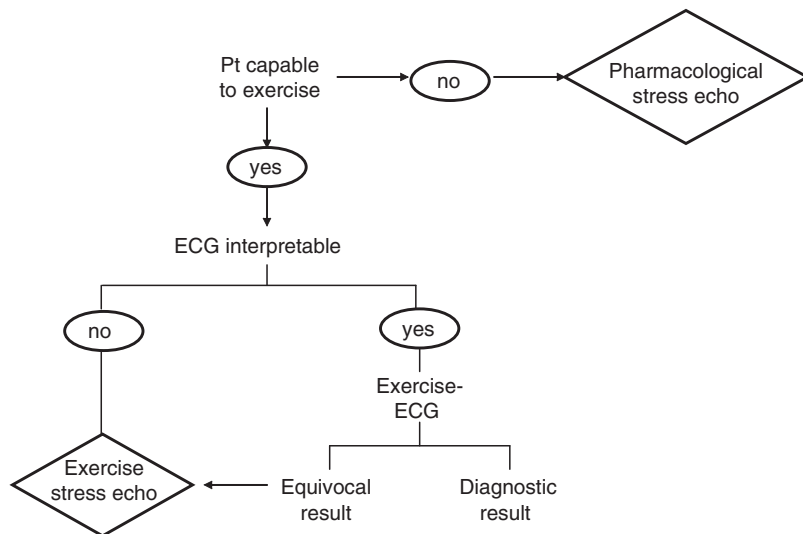 Pt capable
to exercise
no
Pharmacological
stress echo
yes
ECG interpretable
no
yes
Exercise-
ECG
Exercise
stress echo
Equivocal
result
Diagnostic
result